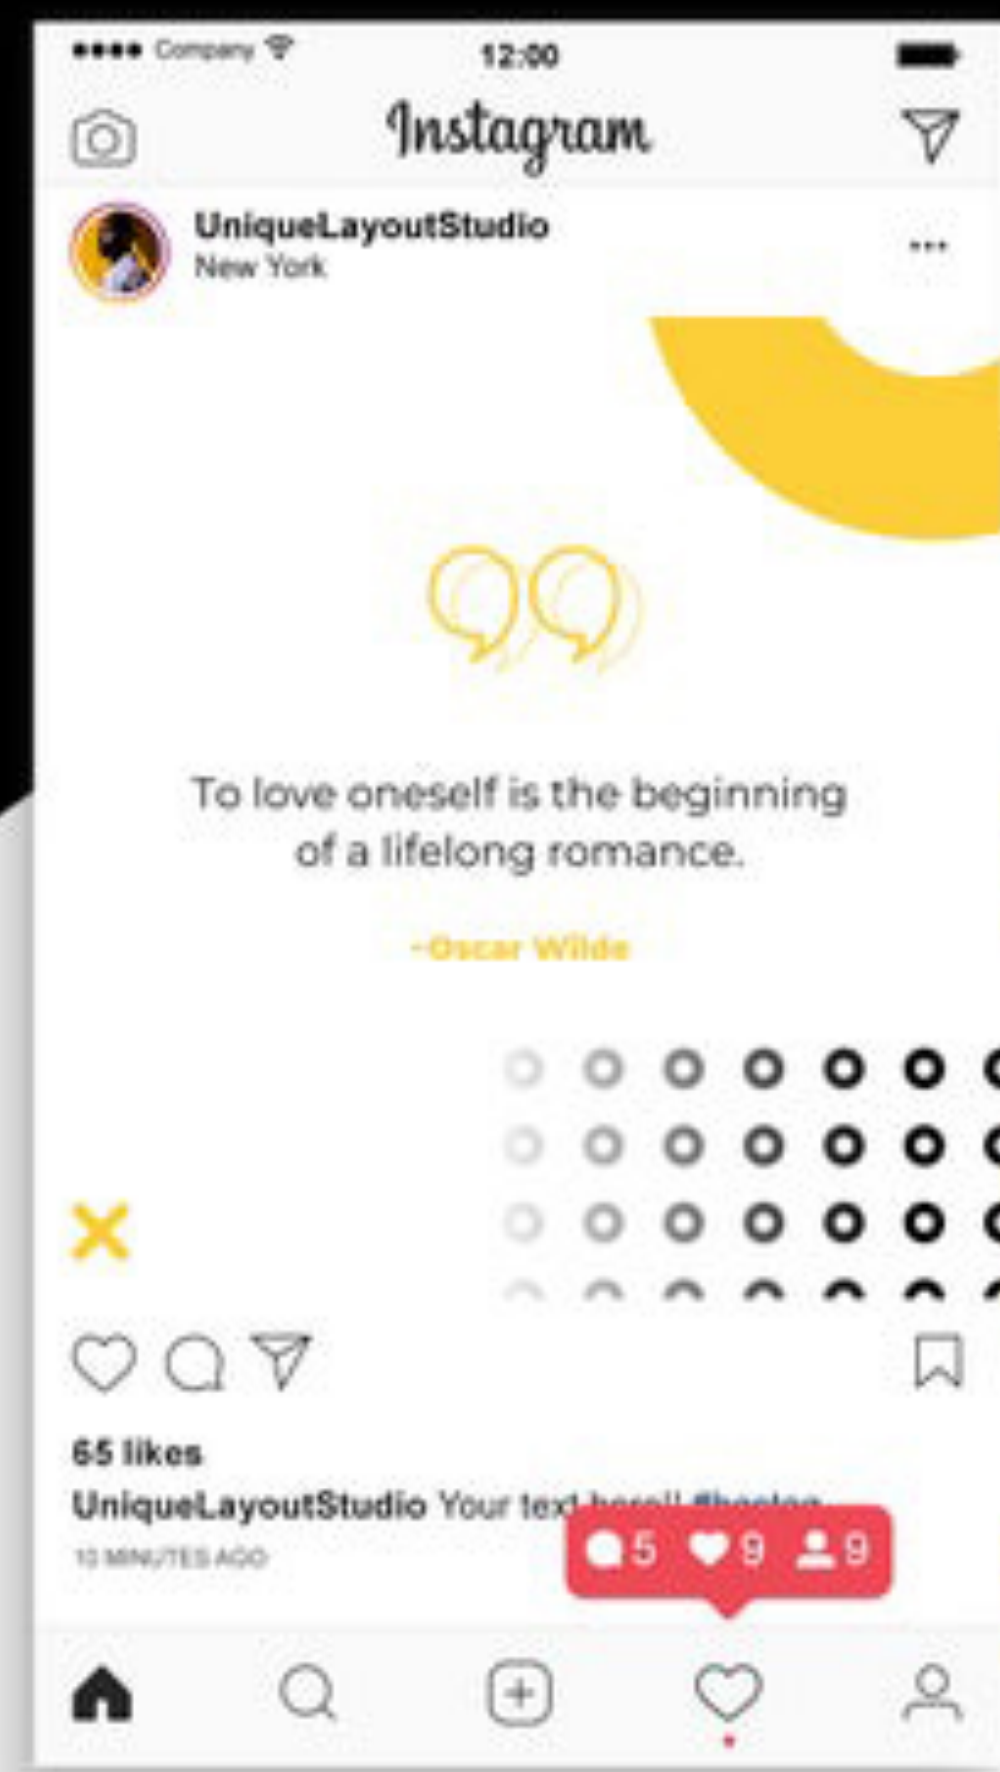 Company
12:00
Instagram
UniqueLayoutStudio
New York
To love oneself is the beginning
of a lifelong romance.
~Oscar Wilde
65 likes
UniqueLayoutStudio Your text here!!
5 9 9
10 MINUTES AGO